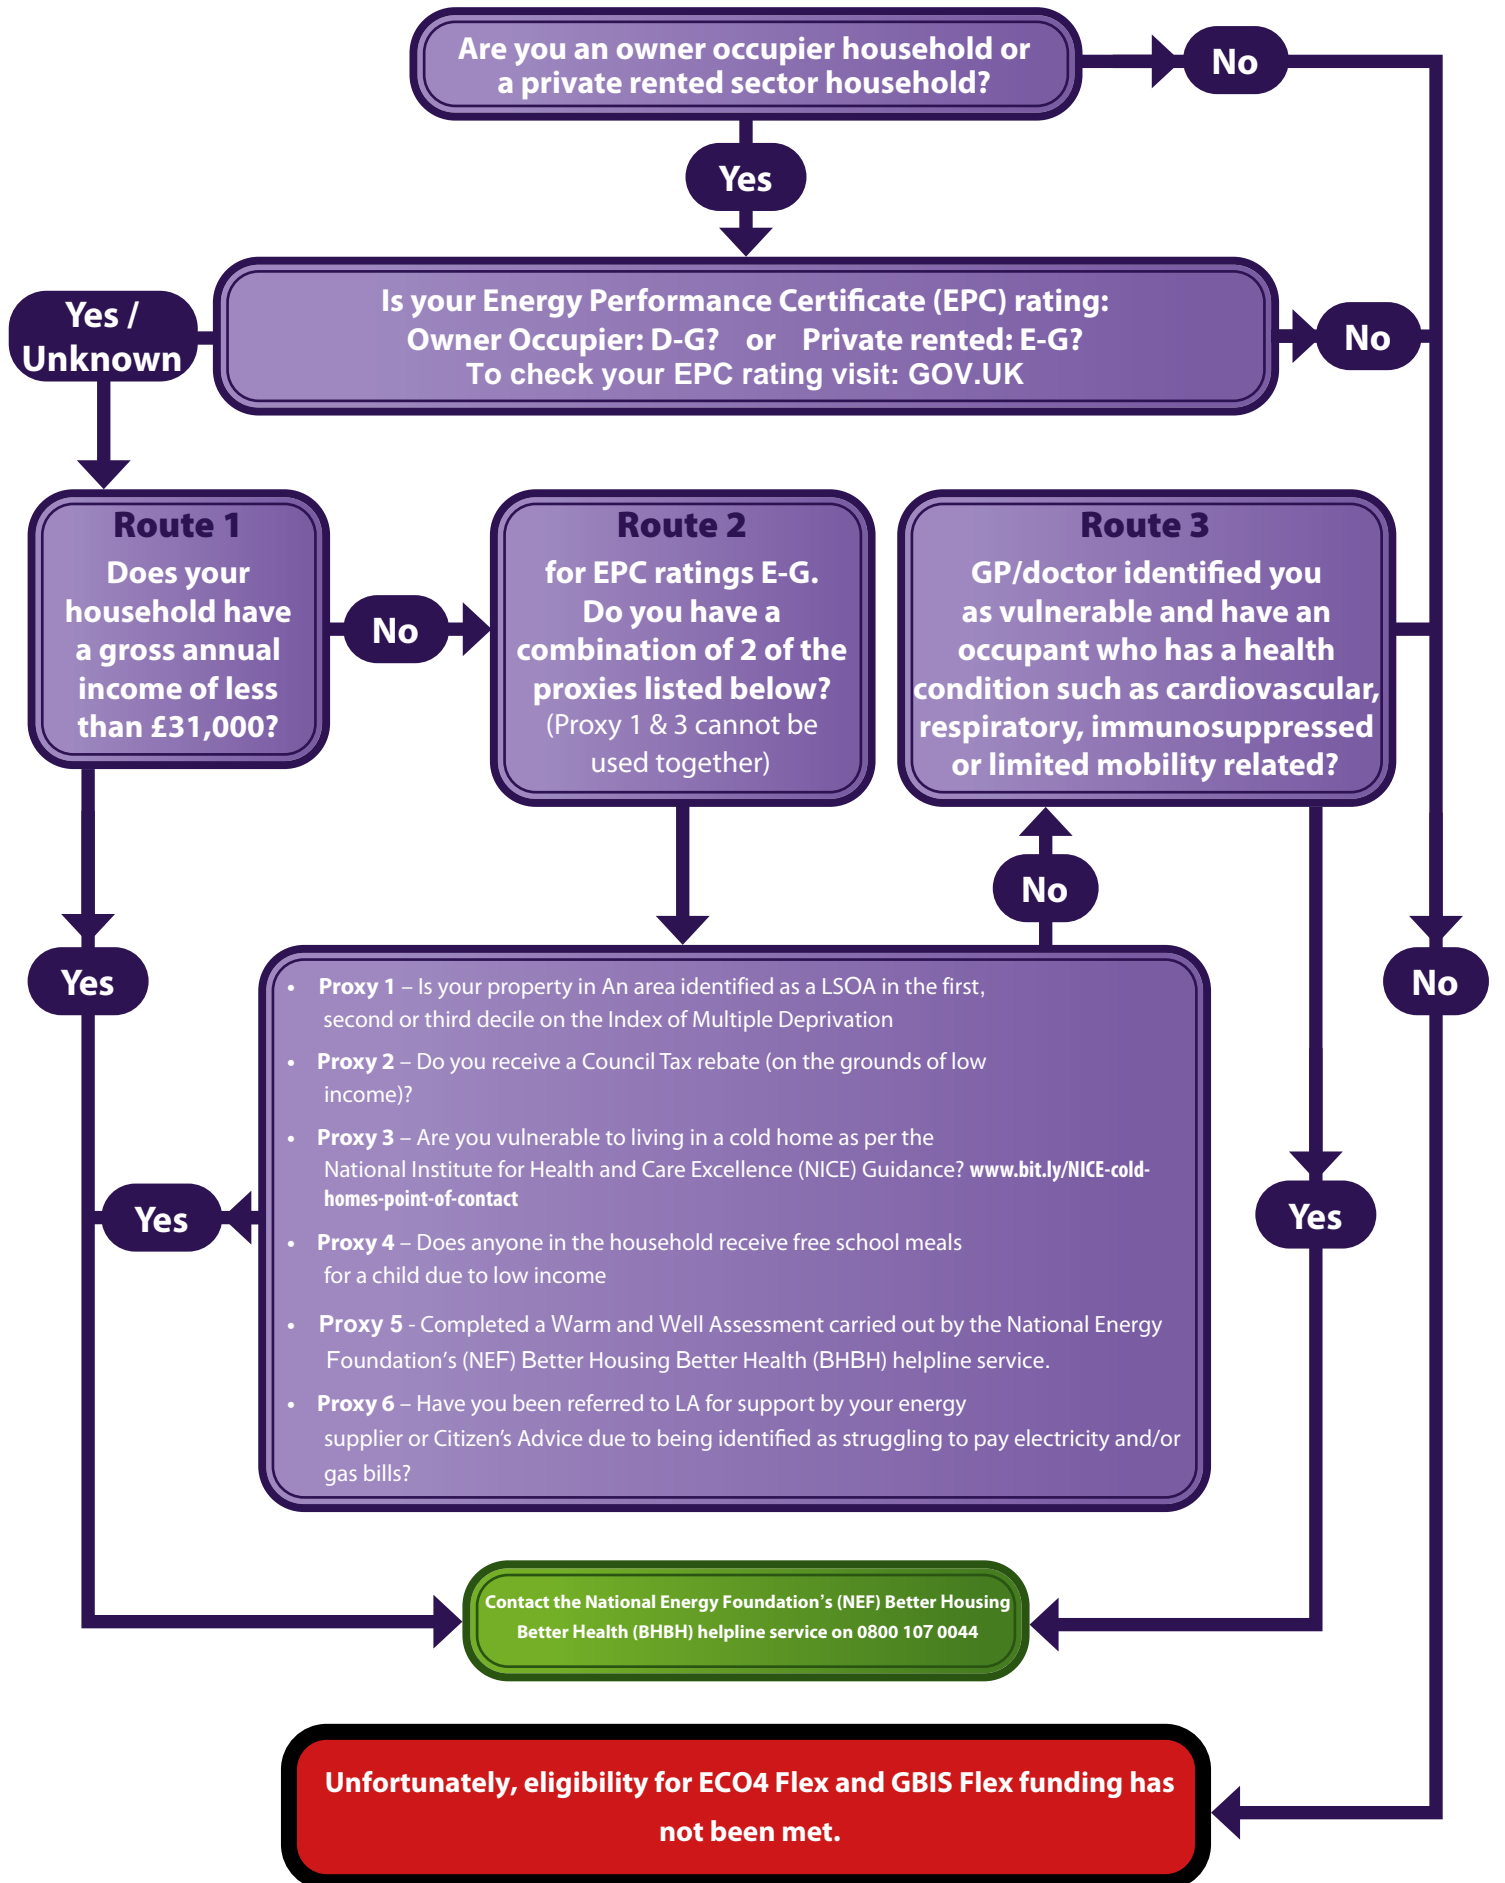 Are you an owner occupier household or
a private rented sector household?
No
Yes
Is your Energy Performance Certificate (EPC) rating:
Owner Occupier: D-G? or Private rented: E-G?
To check your EPC rating visit: GOV.UK
Yes /
Unknown
No
Route 1
Does your
household have
a gross annual
income of less
than £31,000?
No
Route 2
for EPC ratings E-G.
Do you have a
combination of 2 of the
proxies listed below?
(Proxy 1 & 3 cannot be
used together)
Route 3
GP/doctor identified you
as vulnerable and have an
occupant who has a health
condition such as cardiovascular,
respiratory, immunosuppressed
or limited mobility related?
No
Yes
No
• Proxy 1 – Is your property in An area identified as a LSOA in the first,
second or third decile on the Index of Multiple Deprivation
• Proxy 2 – Do you receive a Council Tax rebate (on the grounds of low
income)?
• Proxy 3 – Are you vulnerable to living in a cold home as per the
National Institute for Health and Care Excellence (NICE) Guidance? www.bit.ly/NICE-cold-
homes-point-of-contact
• Proxy 4 – Does anyone in the household receive free school meals
for a child due to low income
• Proxy 5 - Completed a Warm and Well Assessment carried out by the National Energy
Foundation's (NEF) Better Housing Better Health (BHBH) helpline service.
• Proxy 6 – Have you been referred to LA for support by your energy
supplier or Citizen's Advice due to being identified as struggling to pay electricity and/or
gas bills?
Yes
Yes
Contact the National Energy Foundation's (NEF) Better Housing
Better Health (BHBH) helpline service on 0800 107 0044
Unfortunately, eligibility for ECO4 Flex and GBIS Flex funding has
not been met.